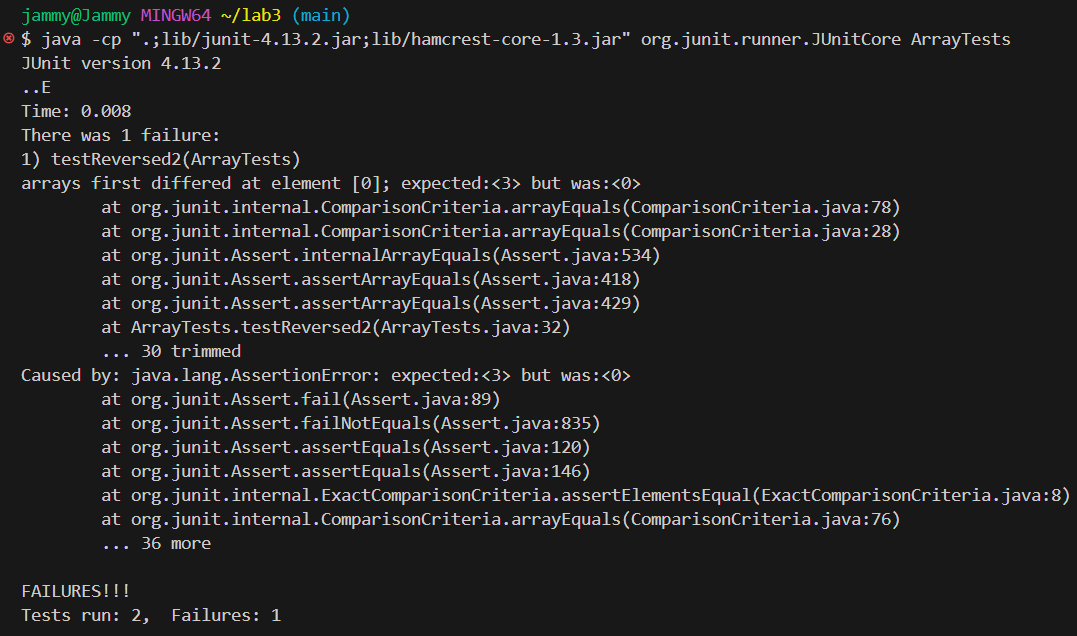 jammy@Jammy MINGW64 ~/lab3 (main)
$ java -cp ".;lib/junit-4.13.2.jar;lib/hamcrest-core-1.3.jar" org.junit.runner.JUnitCore ArrayTests
JUnit version 4.13.2
..E
Time: 0.008
There was 1 failure:
1) testReversed2(ArrayTests)
arrays first differed at element [0]; expected:<3> but was:<0>
        at org.junit.internal.ComparisonCriteria.arrayEquals(ComparisonCriteria.java:78)
        at org.junit.internal.ComparisonCriteria.arrayEquals(ComparisonCriteria.java:28)
        at org.junit.Assert.internalArrayEquals(Assert.java:534)
        at org.junit.Assert.assertArrayEquals(Assert.java:418)
        at org.junit.Assert.assertArrayEquals(Assert.java:429)
        at ArrayTests.testReversed2(ArrayTests.java:32)
        ... 30 trimmed
Caused by: java.lang.AssertionError: expected:<3> but was:<0>
        at org.junit.Assert.fail(Assert.java:89)
        at org.junit.Assert.failNotEquals(Assert.java:835)
        at org.junit.Assert.assertEquals(Assert.java:120)
        at org.junit.Assert.assertEquals(Assert.java:146)
        at org.junit.internal.ExactComparisonCriteria.assertElementsEqual(ExactComparisonCriteria.java:8)
        at org.junit.internal.ComparisonCriteria.arrayEquals(ComparisonCriteria.java:76)
        ... 36 more

FAILURES!!!
Tests run: 2,  Failures: 1